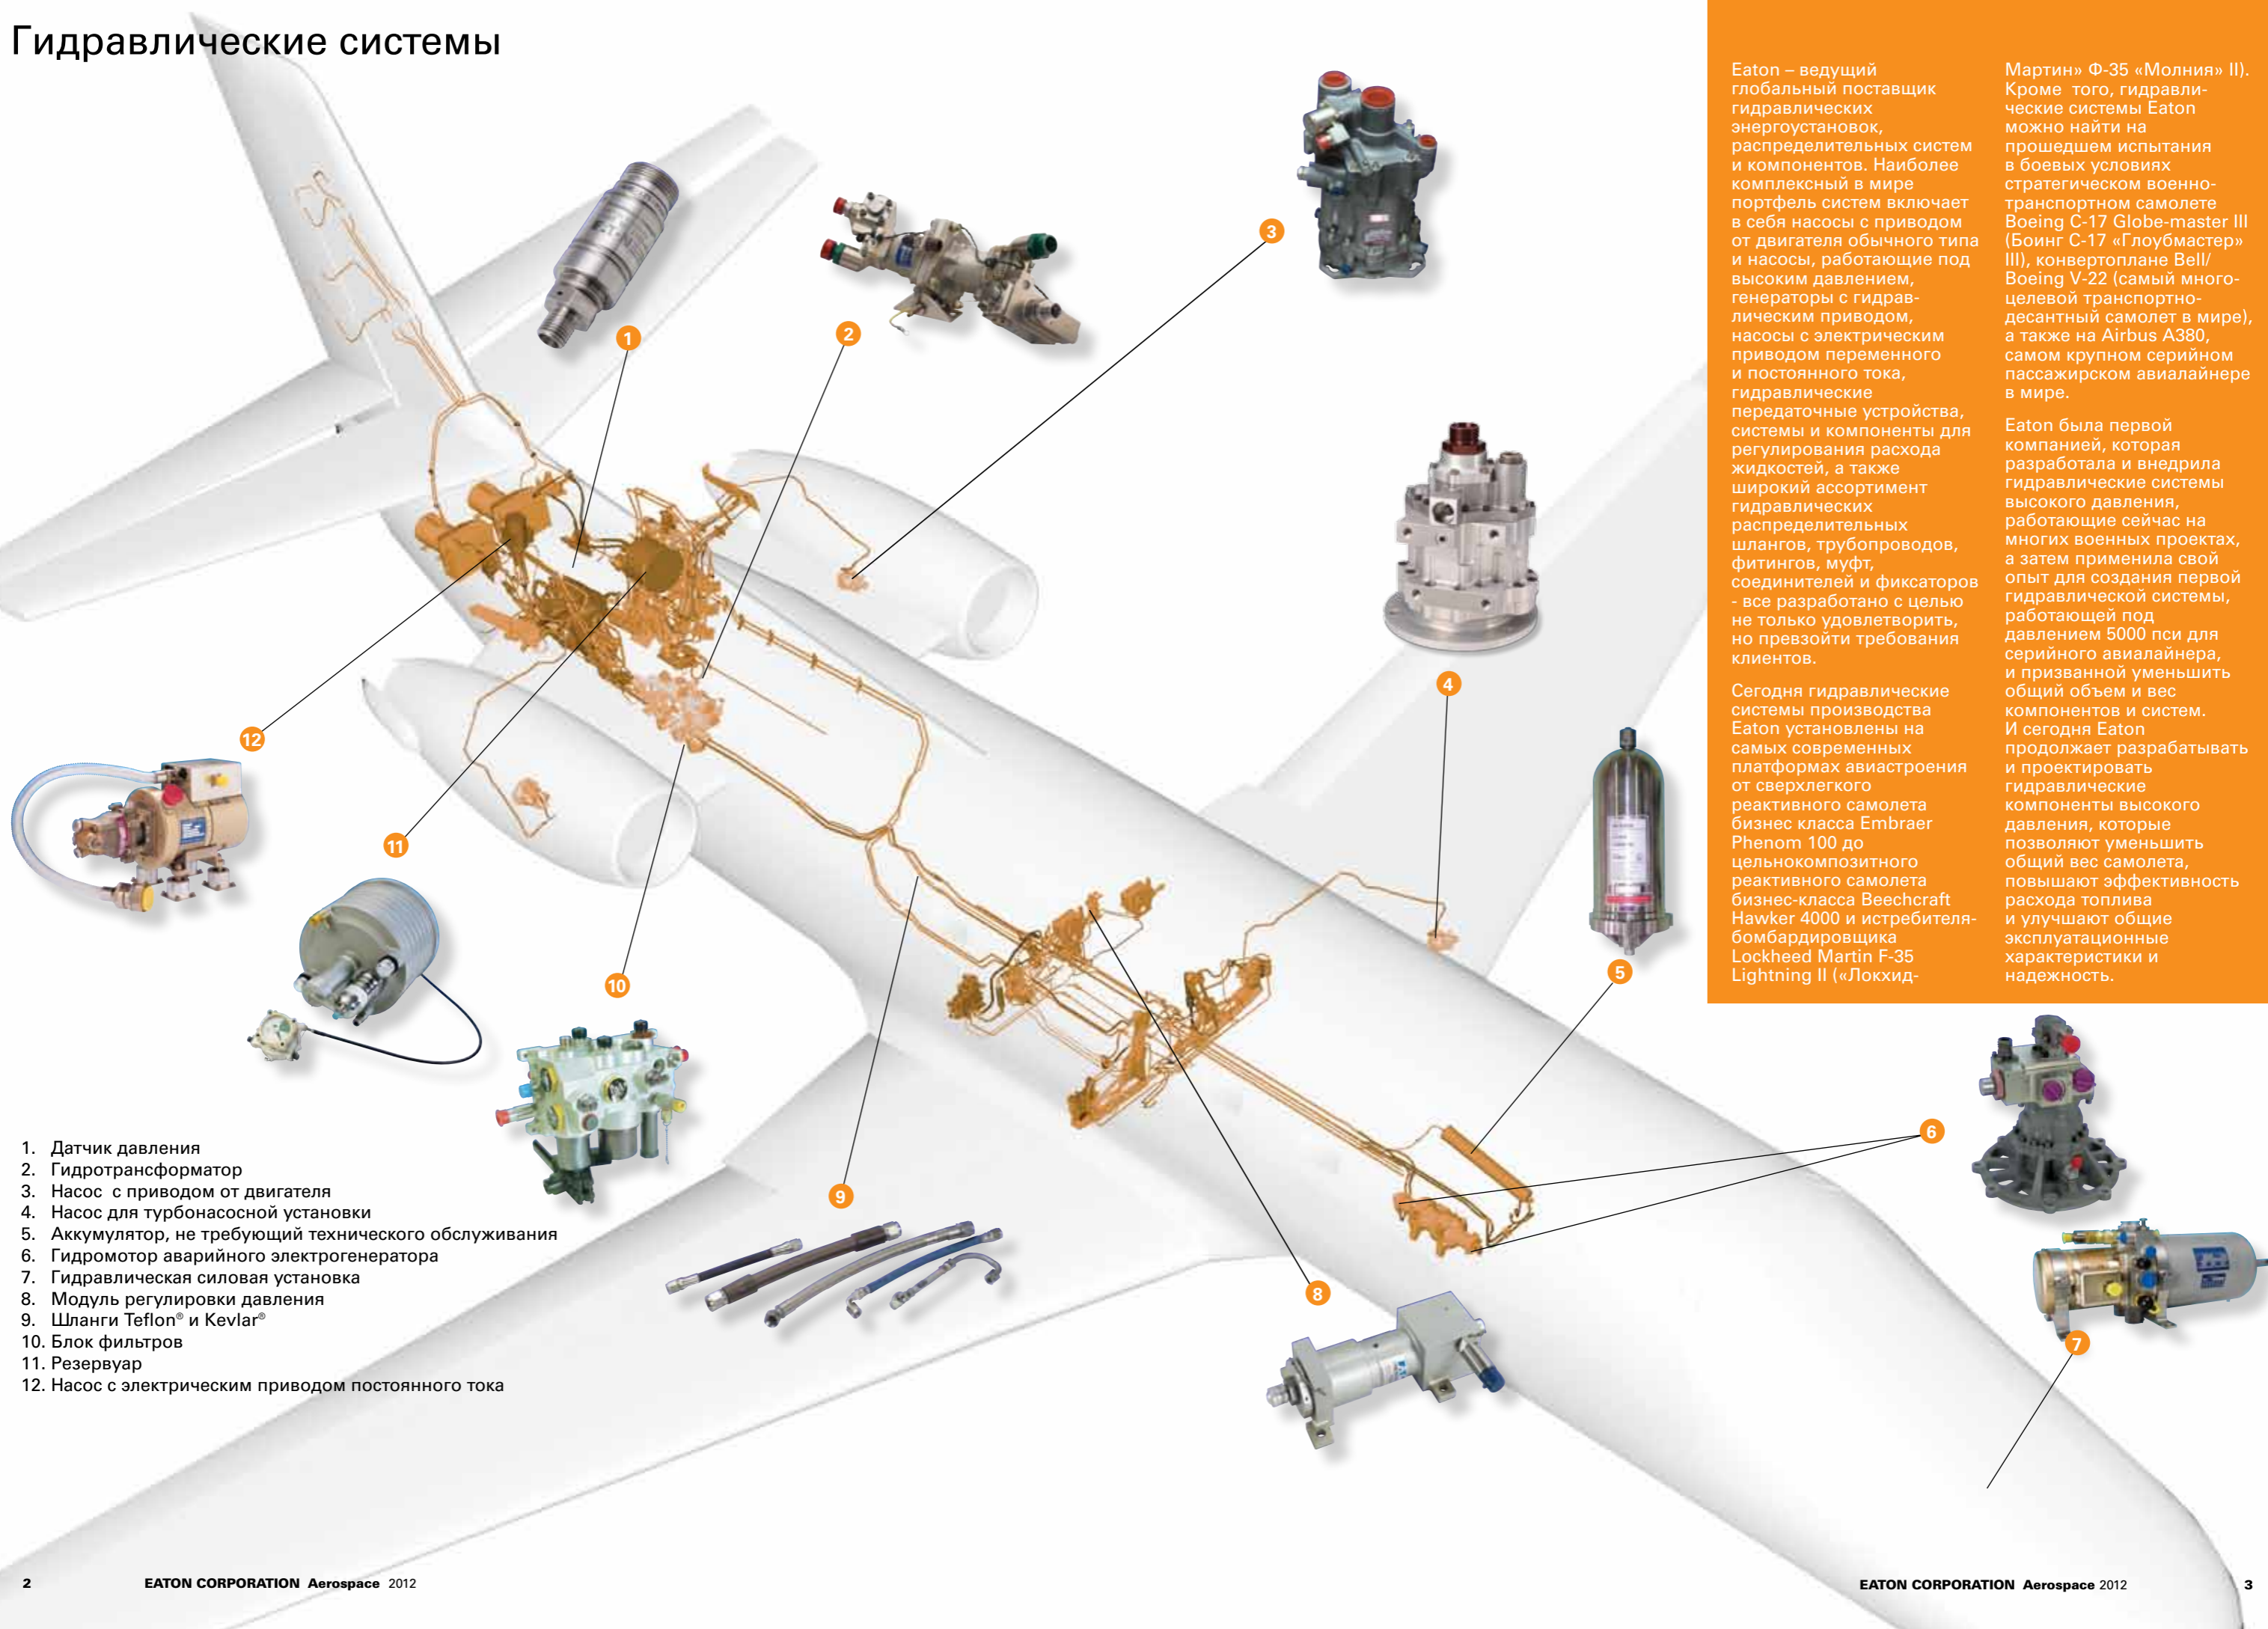 Гидравлические системы
1
2
3
4
5
6
7
8
9
10
11
12
1. Датчик давления
2. Гидротрансформатор
3. Насос с приводом от двигателя
4. Насос для турбонасосной установки
5. Аккумулятор, не требующий технического обслуживания
6. Гидромотор аварийного электрогенератора
7. Гидравлическая силовая установка
8. Модуль регулировки давления
9. Шланги Teflon® и Kevlar®
10. Блок фильтров
11. Резервуар
12. Насос с электрическим приводом постоянного тока
Eaton – ведущий
глобальный поставщик
гидравлических
энергоустановок,
распределительных систем
и компонентов. Наиболее
комплексный в мире
портфель систем включает
в себя насосы с приводом
от двигателя обычного типа
и насосы, работающие под
высоким давлением,
генераторы с гидрав-
лическим приводом,
насосы с электрическим
приводом переменного
и постоянного тока,
гидравлические
передаточные устройства,
системы и компоненты для
регулирования расхода
жидкостей, а также
широкий ассортимент
гидравлических
распределительных
шлангов, трубопроводов,
фитингов, муфт,
соединителей и фиксаторов
- все разработано с целью
не только удовлетворить,
но превзойти требования
клиентов.
Сегодня гидравлические
системы производства
Eaton установлены на
самых современных
платформах авиастроения
от сверхлегкого
реактивного самолета
бизнес класса Embraer
Phenom 100 до
цельнокомпозитного
реактивного самолета
бизнес-класса Beechcraft
Hawker 4000 и истребителя-
бомбардировщика
Lockheed Martin F-35
Lightning II («Локхид-
Мартин» Ф-35 «Молния» II).
Кроме того, гидравли-
ческие системы Eaton
можно найти на
прошедшем испытания
в боевых условиях
стратегическом военно-
транспортном самолете
Boeing C-17 Globe-master III
(Боинг С-17 «Глоубмастер»
III), конвертоплане Bell/
Boeing V-22 (самый много-
целевой транспортно-
десантный самолет в мире),
а также на Airbus A380,
самом крупном серийном
пассажирском авиалайнере
в мире.
Eaton была первой
компанией, которая
разработала и внедрила
гидравлические системы
высокого давления,
работающие сейчас на
многих военных проектах,
а затем применила свой
опыт для создания первой
гидравлической системы,
работающей под
давлением 5000 пси для
серийного авиалайнера,
и призванной уменьшить
общий объем и вес
компонентов и систем.
И сегодня Eaton
продолжает разрабатывать
и проектировать
гидравлические
компоненты высокого
давления, которые
позволяют уменьшить
общий вес самолета,
повышают эффективность
расхода топлива
и улучшают общие
эксплуатационные
характеристики и
надежность.
2 EATON CORPORATION Aerospace 2012
EATON CORPORATION Aerospace 2012 3